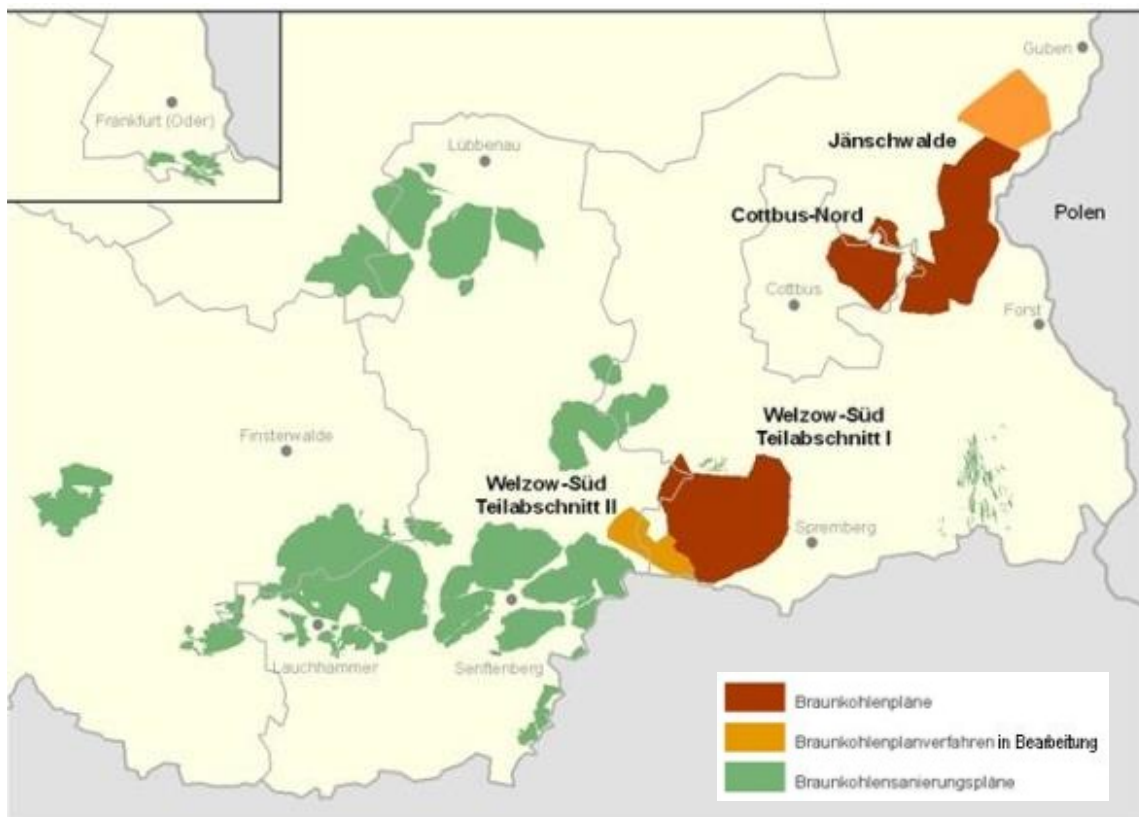 Guben
Frankfurt (Oder)
Lübbenau
Jänschwalde
Cottbus-Nord
Polen
Cottbus
Forst
Welzow-Süd
Teilabschnitt I
Finsterwalde
Welzow-Süd
Teilabschnitt II
Spremberg
Lauchhammer
Senftenberg
Braunkohlenpläne
Braunkohlenplanverfahren in Bearbeitung
Braunkohlensanierungspläne